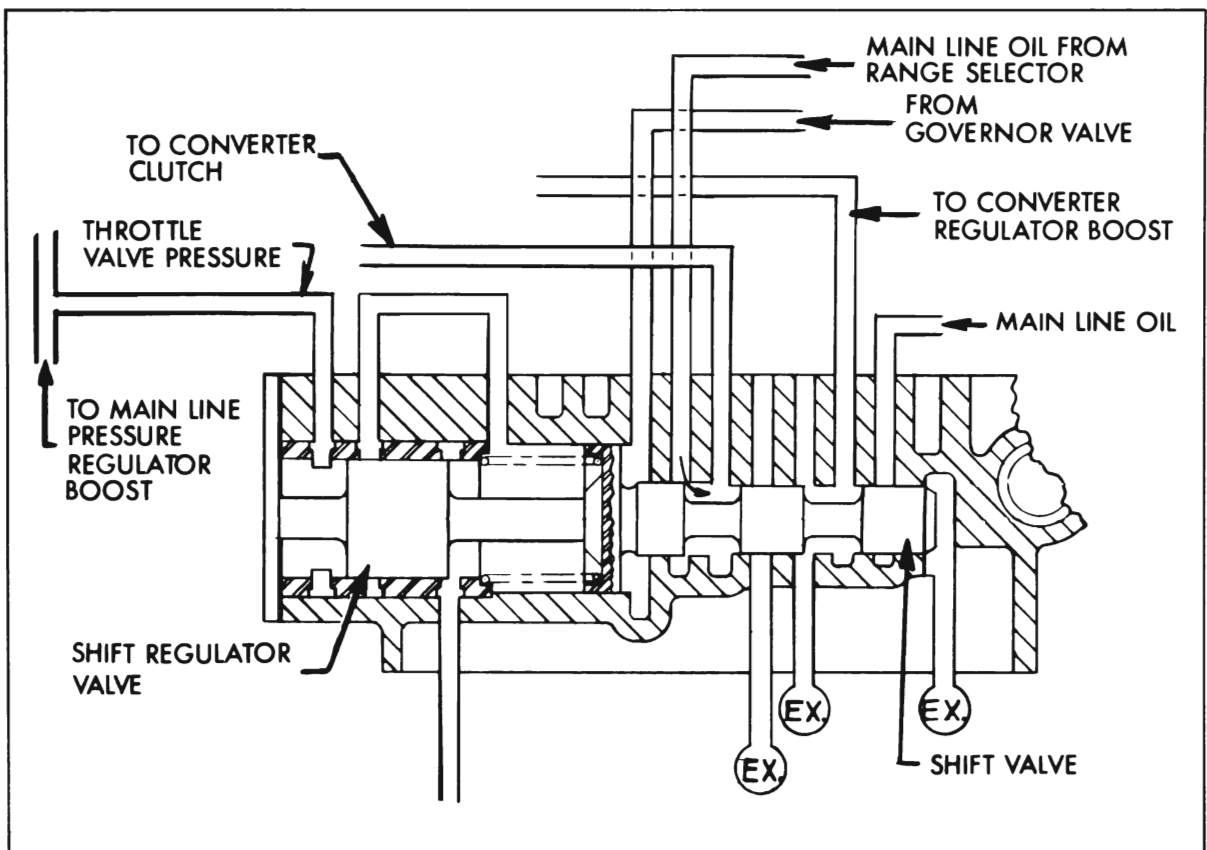 MAIN LINE OIL FROM
RANGE SELECTOR
FROM
GOVERNOR VALVE
TO CONVERTER
CLUTCH
TO CONVERTER
REGULATOR BOOST
THROTTLE
VALVE PRESSURE
MAIN LINE OIL
TO MAIN LINE
PRESSURE
REGULATOR
BOOST
SHIFT REGULATOR
VALVE
EX.
EX.
EX.
SHIFT VALVE